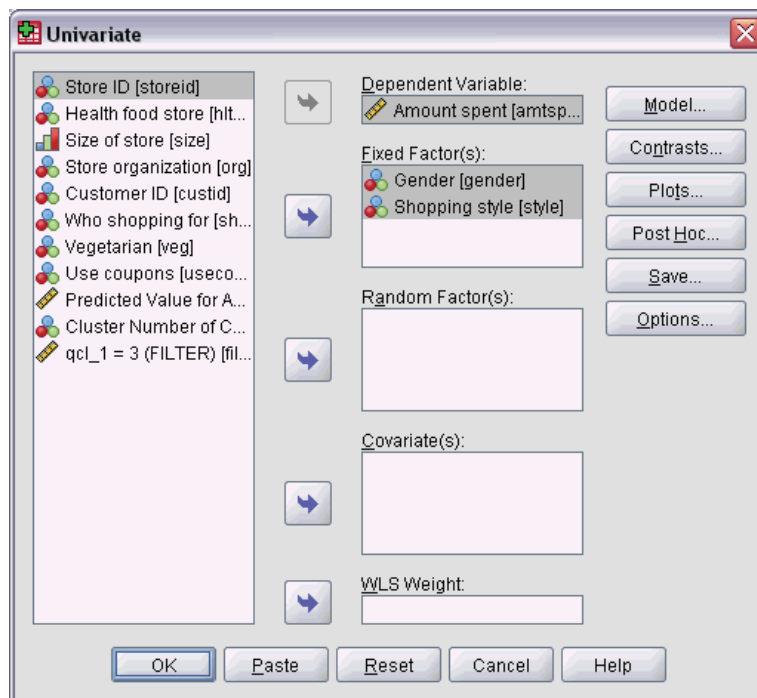 Univariate
Store ID [storeid]
Health food store [hlt...
Size of store [size]
Store organization [org]
Customer ID [custid]
Who shopping for [sh...
Vegetarian [veg]
Use coupons [useco...
Predicted Value for A...
Cluster Number of C...
qcl_1 = 3 (FILTER) [fil...
Dependent Variable:
Amount spent [amtsp...
Fixed Factor(s):
Gender [gender]
Shopping style [style]
Random Factor(s):
Covariate(s):
WLS Weight:
Model...
Contrasts...
Plots...
Post Hoc...
Save...
Options...
OK
Paste
Reset
Cancel
Help